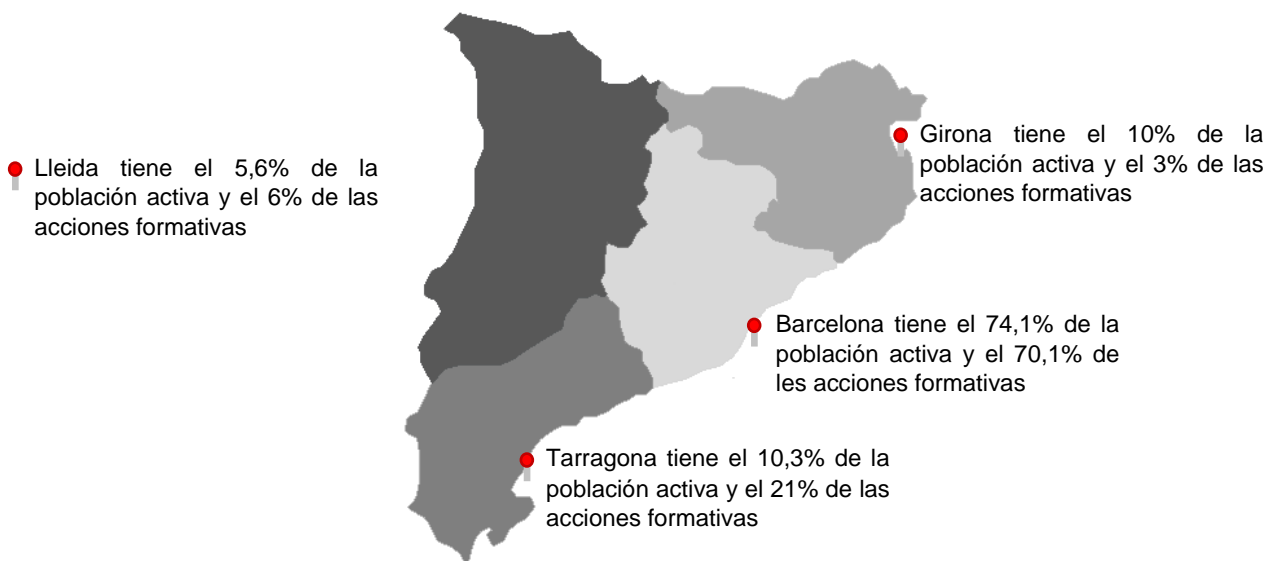 Lleida tiene el 5,6% de la
población activa y el 6% de las
acciones formativas
Girona tiene el 10% de la
población activa y el 3% de las
acciones formativas
Barcelona tiene el 74,1% de la
población activa y el 70,1% de
les acciones formativas
Tarragona tiene el 10,3% de la
población activa y el 21% de las
acciones formativas